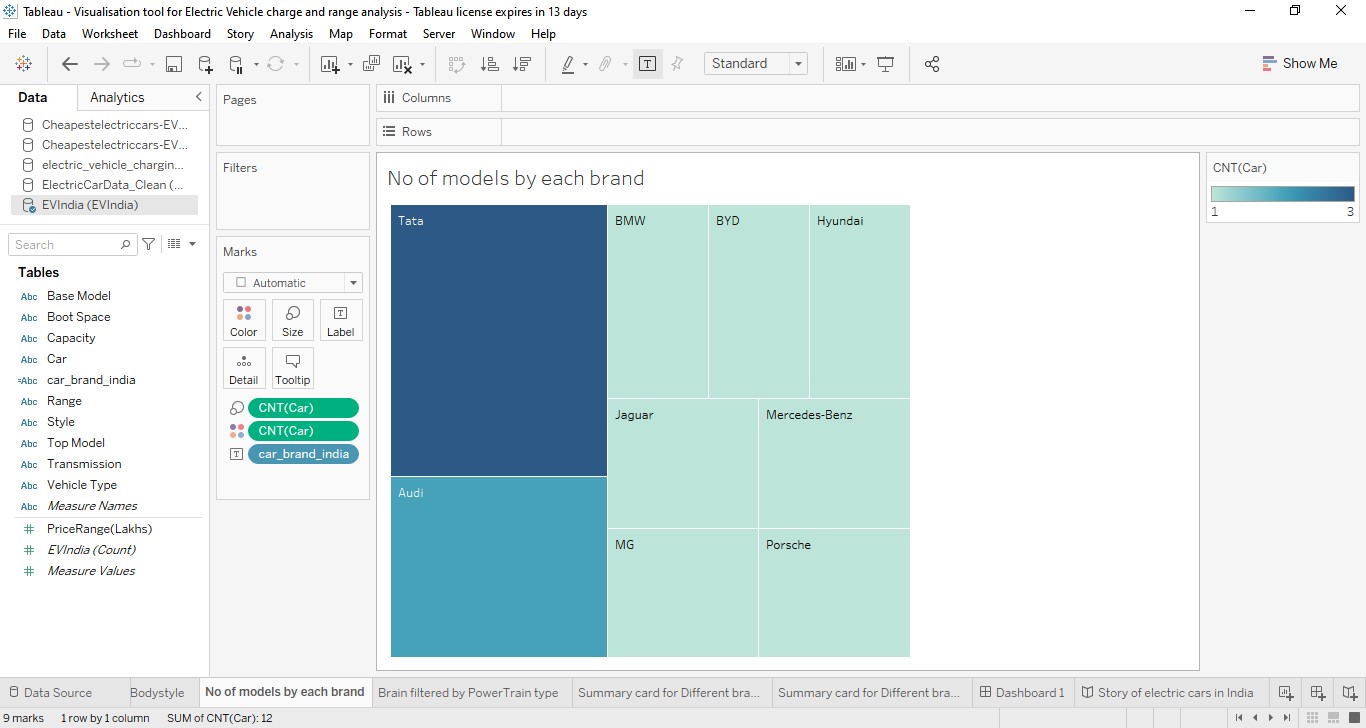 Tableau - Visualisation tool for Electric Vehicle charge and range analysis - Tableau license expires in 13 days
File Data Worksheet Dashboard Story Analysis Map Format Server Window Help
Standard
Show Me
Data Analytics
Cheapestelectriccars-EV...
Cheapestelectriccars-EV...
electric_vehicle_chargin...
ElectricCarData_Clean (...
EVIndia (EVIndia)
Search
Tables
Abc Base Model
Abc Boot Space
Abc Capacity
Abc Car
=Abc car_brand_india
Abc Range
Abc Style
Abc Top Model
Abc Transmission
Abc Vehicle Type
Abc Measure Names
# PriceRange(Lakhs)
# EVIndia (Count)
# Measure Values
Pages
Filters
Marks
Automatic
Color Size T Label
Detail Tooltip
CNT(Car)
CNT(Car)
T car_brand_india
Columns
Rows
No of models by each brand
Tata
BMW
BYD
Hyundai
Jaguar
Mercedes-Benz
Audi
MG
Porsche
CNT(Car)
1 3
Data Source Bodystyle No of models by each brand Brain filtered by PowerTrain type Summary card for Different bra... Summary card for Different bra... Dashboard 1 Story of electric cars in India
9 marks 1 row by 1 column SUM of CNT(Car): 12